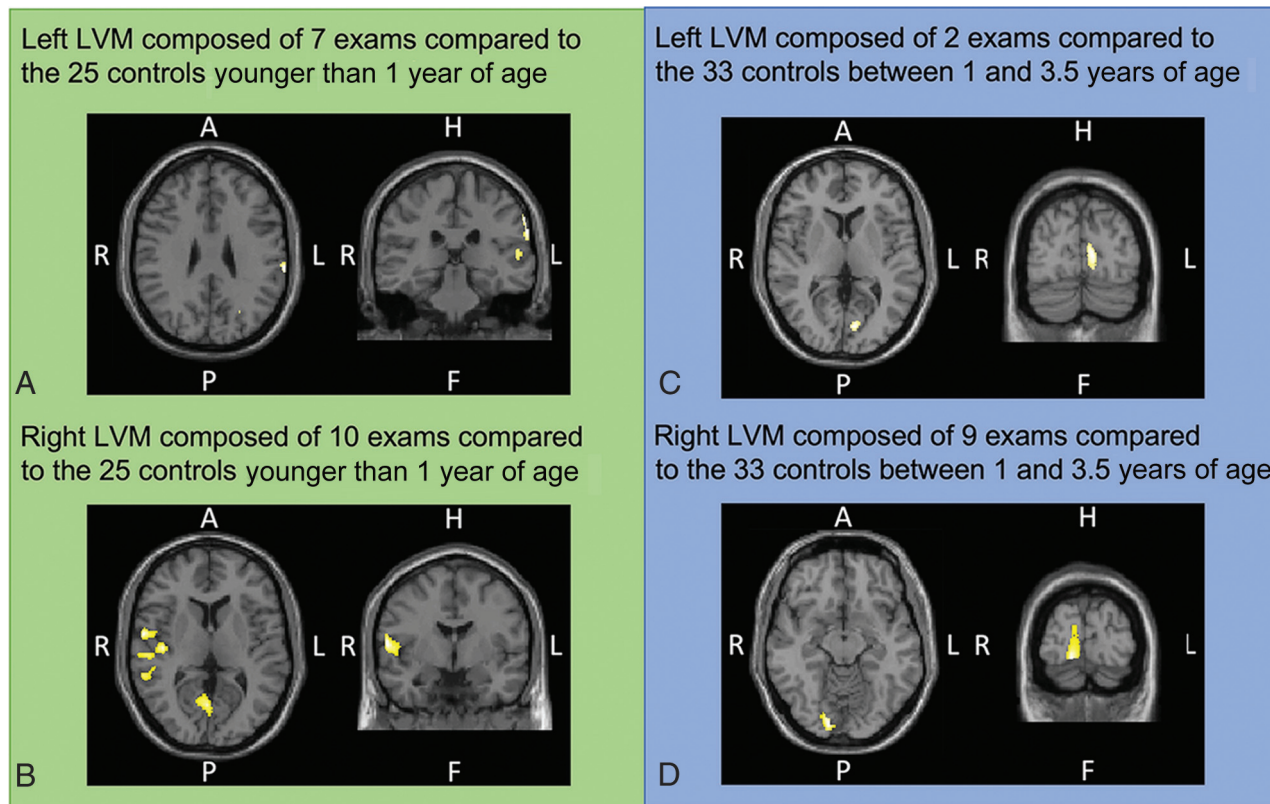 Left LVM composed of 7 exams compared to
the 25 controls younger than 1 year of age
A
H
R
L
R
L
P
F
A
Right LVM composed of 10 exams compared
to the 25 controls younger than 1 year of age
A
H
R
L
R
L
P
F
B
Left LVM composed of 2 exams compared to
the 33 controls between 1 and 3.5 years of age
A
H
R
L
R
L
P
F
C
Right LVM composed of 9 exams compared
to the 33 controls between 1 and 3.5 years of age
A
H
R
L
R
L
P
F
D